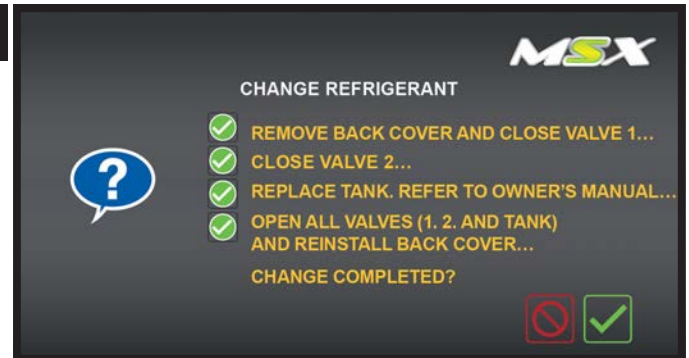 MSX
CHANGE REFRIGERANT
REMOVE BACK COVER AND CLOSE VALVE 1...
?
CLOSE VALVE 2...
REPLACE TANK. REFER TO OWNER'S MANUAL...
OPEN ALL VALVES (1. 2. AND TANK)
AND REINSTALL BACK COVER...
CHANGE COMPLETED?